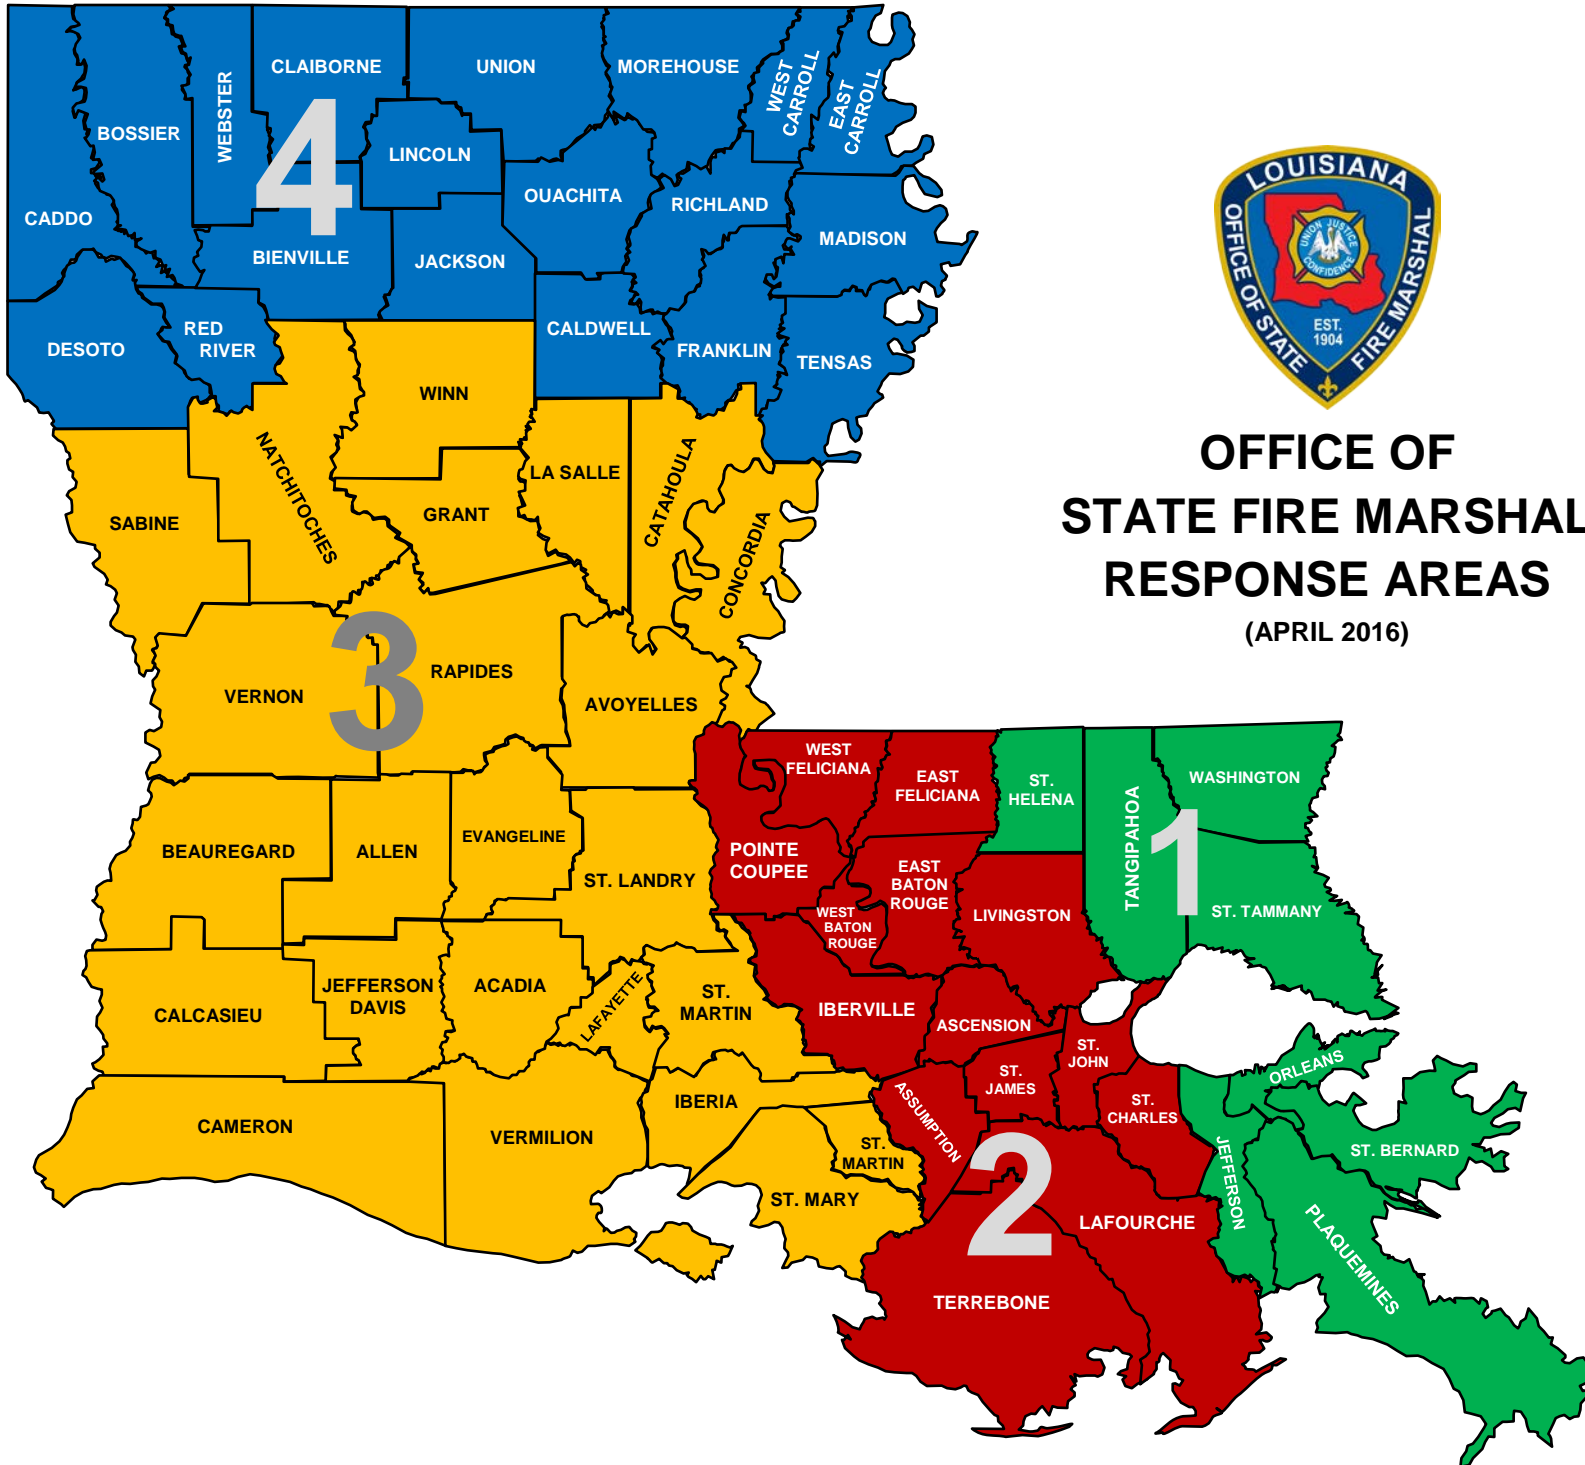 CLAIBORNE
UNION
MOREHOUSE
WEST
CARROLL
EAST
CARROLL
WEBSTER
BOSSIER
4
LINCOLN
OUACHITA
RICHLAND
CADDO
MADISON
BIENVILLE
JACKSON
RED
RIVER
CALDWELL
FRANKLIN
TENSAS
DESOTO
LOUISIANA
OFFICE OF STATE
FIRE MARSHAL
UNION JUSTICE
CONFIDENCE
EST.
1904
OFFICE OF
STATE FIRE MARSHAL
RESPONSE AREAS
(APRIL 2016)
WINN
NATCHITOCHES
LA SALLE
CATAHOULA
SABINE
GRANT
CONCORDIA
3
VERNON
RAPIDES
AVOYELLES
BEAUREGARD
ALLEN
EVANGELINE
ST. LANDRY
CALCASIEU
JEFFERSON
DAVIS
ACADIA
LAFAYETTE
ST.
MARTIN
CAMERON
VERMILION
IBERIA
ST.
MARTIN
ST. MARY
WEST
FELICIANA
EAST
FELICIANA
POINTE
COUPEE
EAST
BATON
ROUGE
WEST
BATON
ROUGE
LIVINGSTON
IBERVILLE
ASCENSION
ST.
JOHN
ST.
JAMES
ST.
CHARLES
ASSUMPTION
2
LAFOURCHE
TERREBONE
ST.
HELENA
TANGIPAHOA
WASHINGTON
1
ST. TAMMANY
ORLEANS
JEFFERSON
ST. BERNARD
PLAQUEMINES